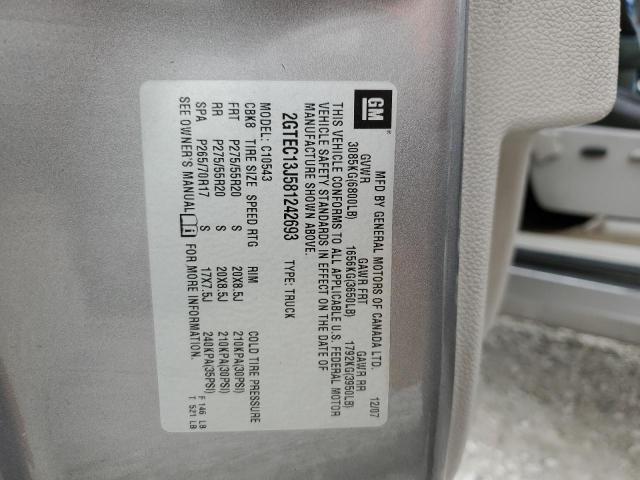 GM
MFD BY GENERAL MOTORS OF CANADA LTD. 12/07
GVWR GAWR FRT GAWR RR
3085KG(6800LB) 1656KG(3650LB) 1792KG(3950LB)
THIS VEHICLE CONFORMS TO ALL APPLICABLE U.S. FEDERAL MOTOR
VEHICLE SAFETY STANDARDS IN EFFECT ON THE DATE OF
MANUFACTURE SHOWN ABOVE.
2GTEC13J581242693 TYPE: TRUCK
MODEL: C10543
CBK8 TIRE SIZE SPEED RTG RIM COLD TIRE PRESSURE
FRT P275/55R20 S 20X8.5J 210KPA(30PSI)
RR P275/55R20 S 20X8.5J 210KPA(30PSI)
SPA P265/70R17 S 17X7.5J 240KPA(35PSI)
SEE OWNER'S MANUAL i FOR MORE INFORMATION.
F 146 LB
T 521 LB